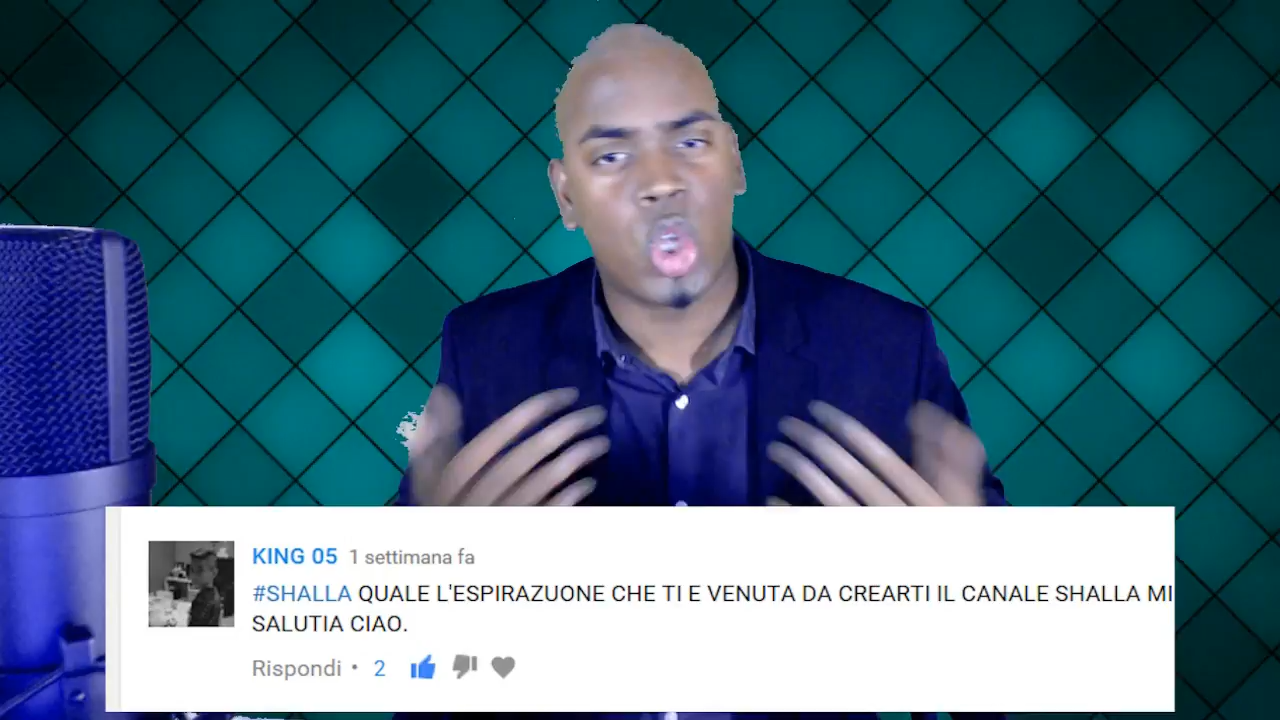 KING 05 1 settimana fa
#SHALLA QUALE L'ESPIRAZUONE CHE TI E VENUTA DA CREARTI IL CANALE SHALLA MI
SALUTIA CIAO.
Rispondi • 2